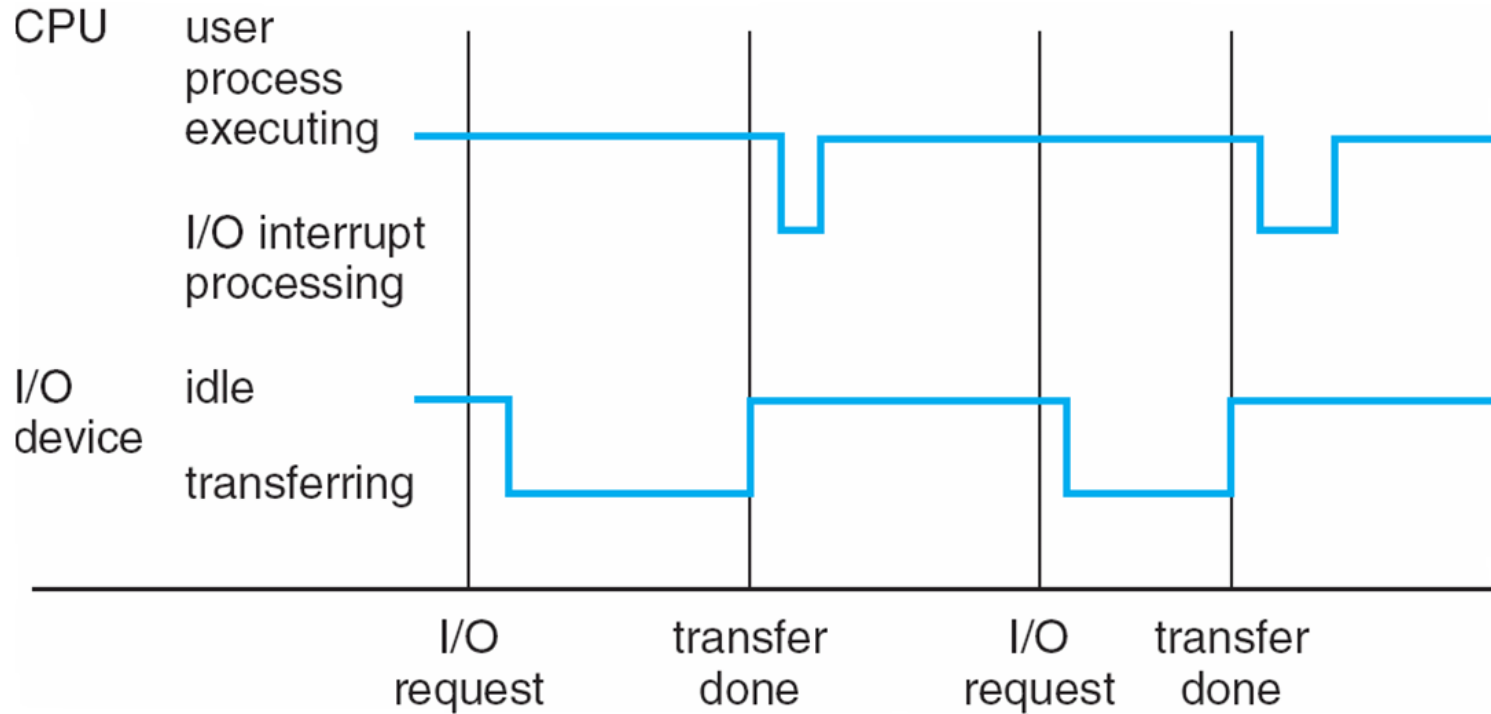 CPU
user
process
executing
I/O interrupt
processing
I/O
device
idle
transferring
I/O
request
transfer
done
I/O
request
transfer
done